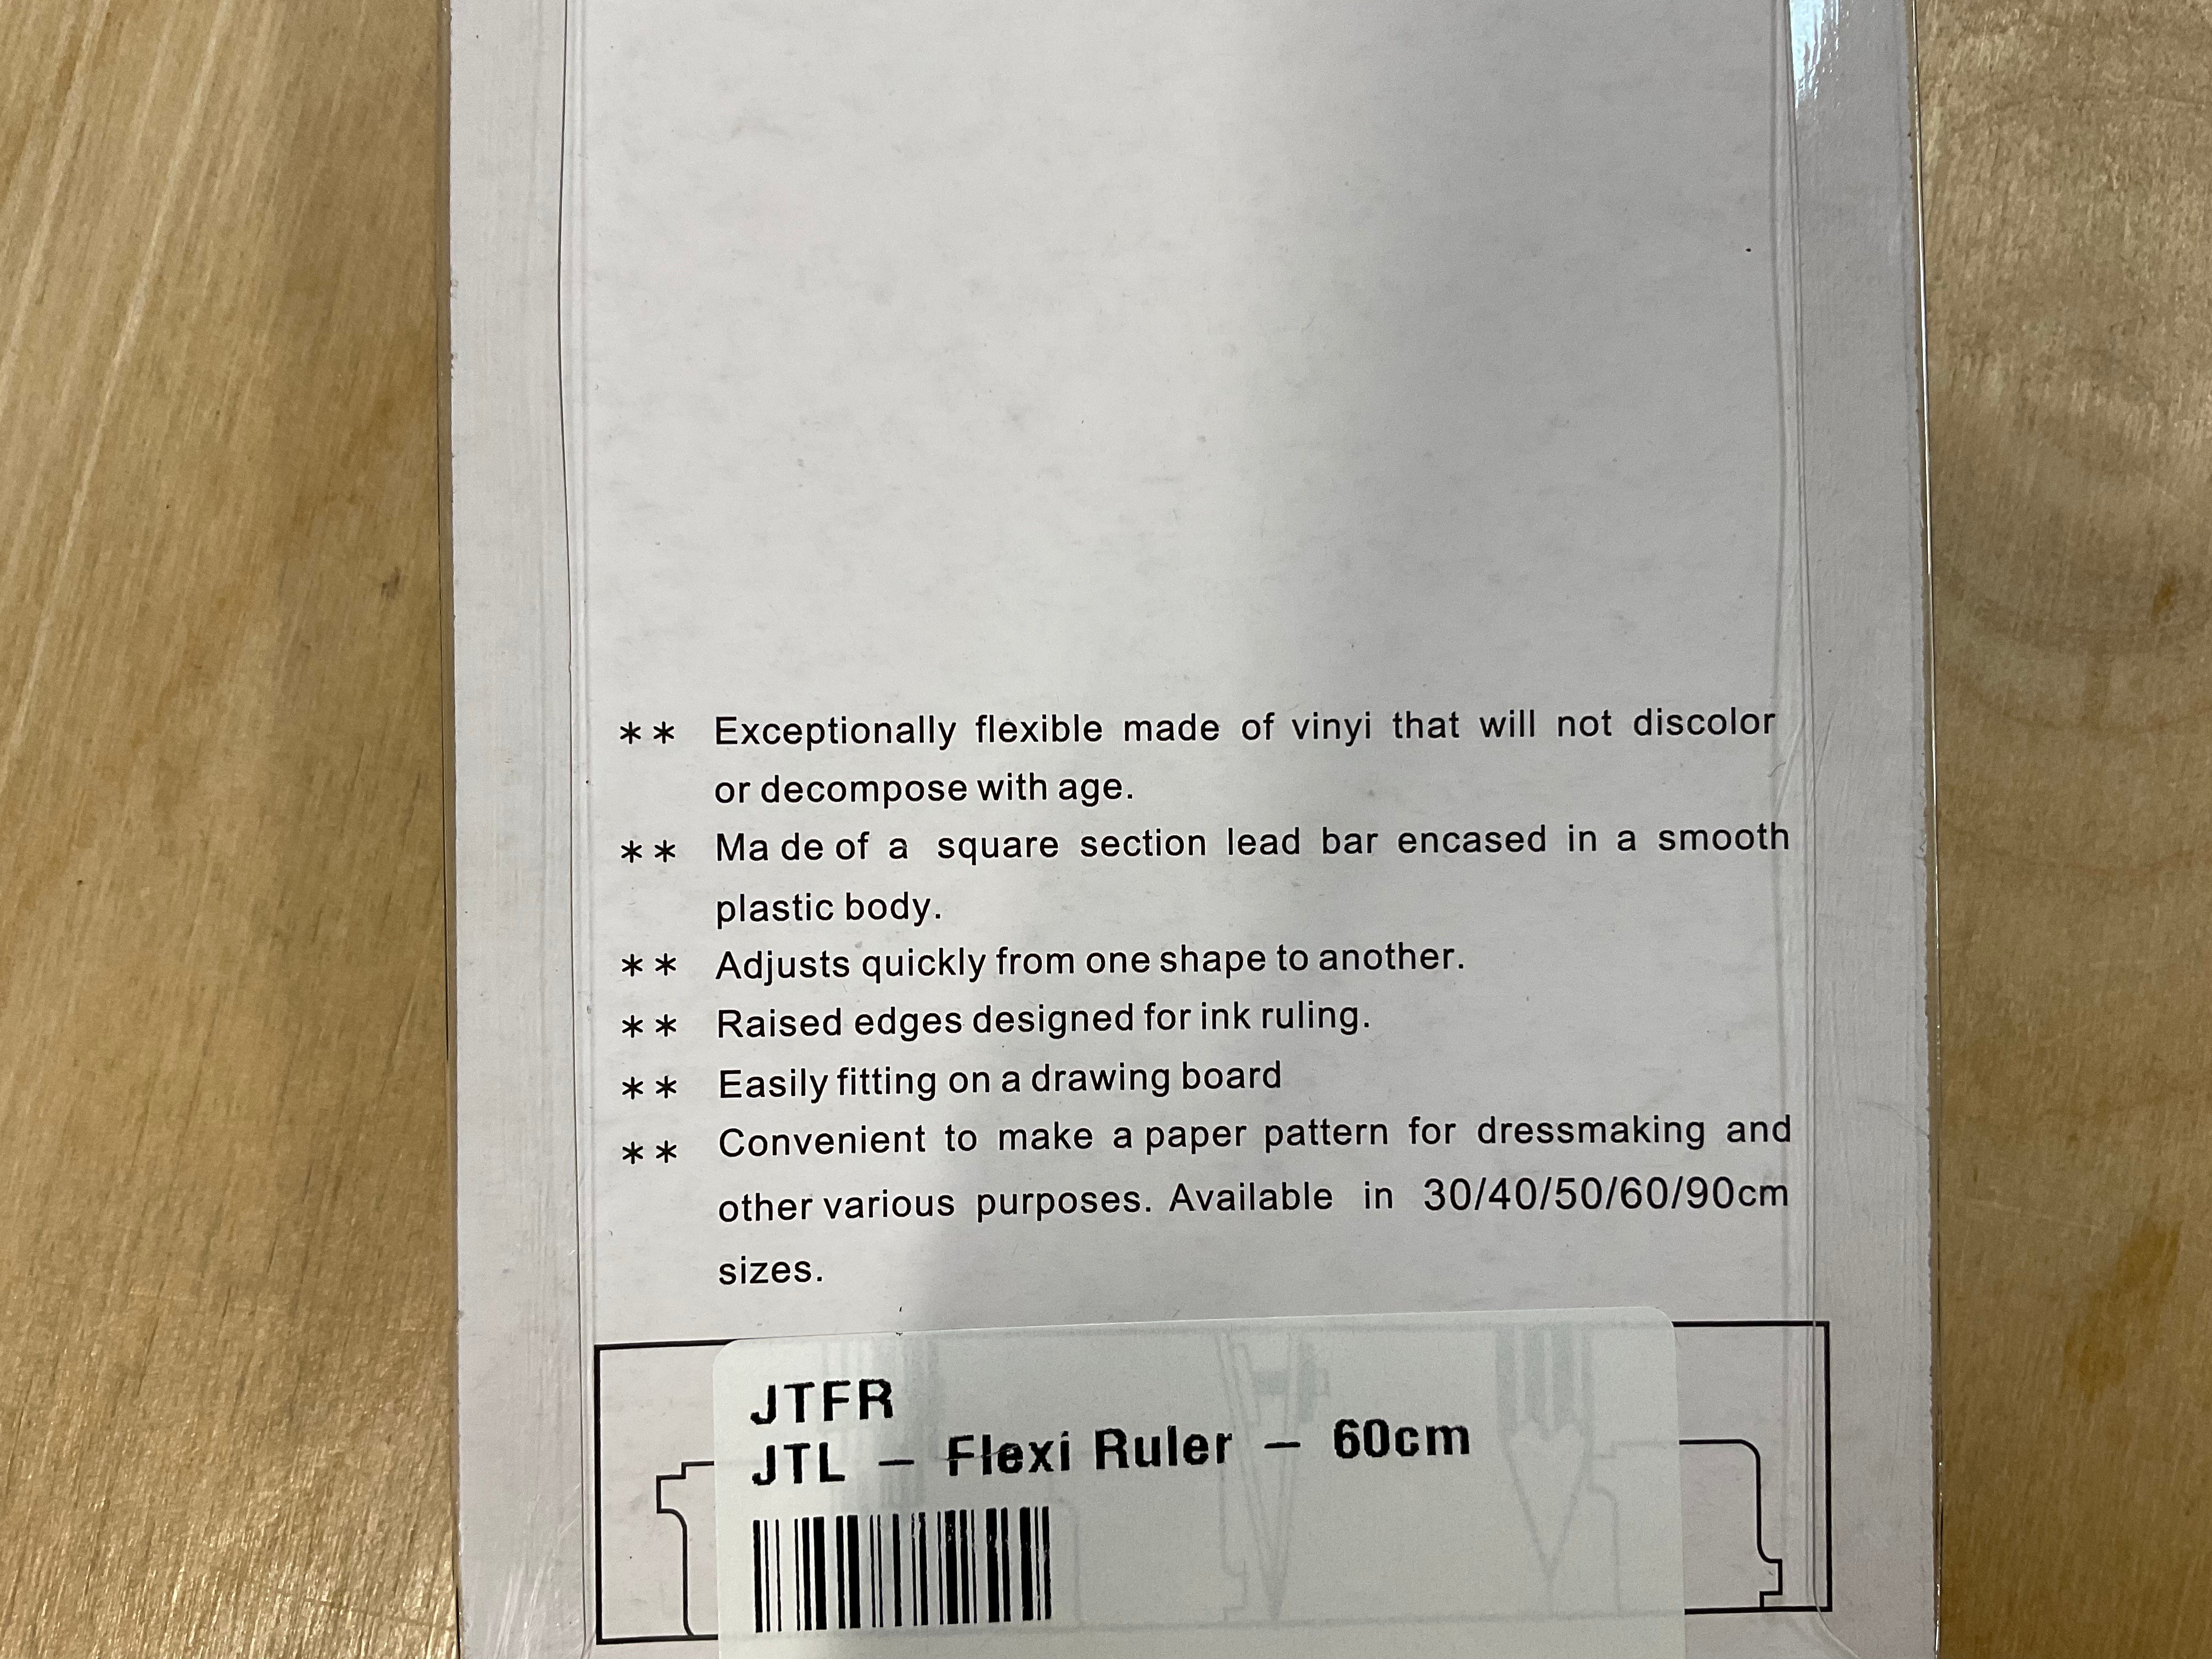 ** Exceptionally flexible made of vinyi that will not discolor
or decompose with age.
** Ma de of a square section lead bar encased in a smooth
plastic body.
** Adjusts quickly from one shape to another.
** Raised edges designed for ink ruling.
** Easily fitting on a drawing board
** Convenient to make a paper pattern for dressmaking and
other various purposes. Available in 30/40/50/60/90cm
sizes.
JTFR
JTL – Flexi Ruler – 60cm